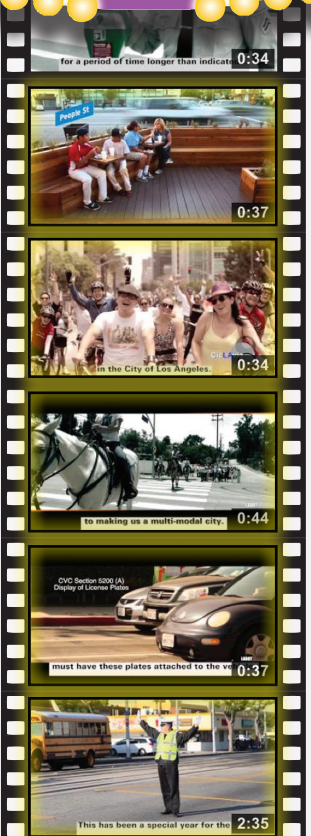 for a period of time longer than indicated
0:34
People St
0:37
in the City of Los Angeles.
0:34
to making us a multi-modal city.
0:44
CVC Section 5200 (A)
Display of License Plates
must have these plates attached to the
0:37
This has been a special year for the
2:35